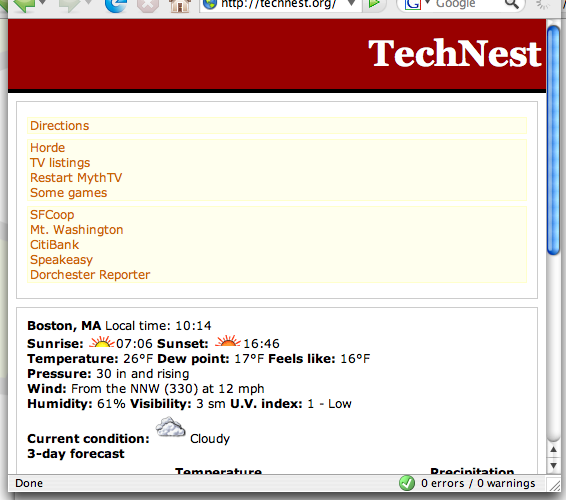 http://technest.org/
Google
TechNest
Directions
Horde
TV listings
Restart MythTV
Some games
SFCoop
Mt. Washington
CitiBank
Speakeasy
Dorchester Reporter
Boston, MA Local time: 10:14
Sunrise: 07:06 Sunset: 16:46
Temperature: 26°F Dew point: 17°F Feels like: 16°F
Pressure: 30 in and rising
Wind: From the NNW (330) at 12 mph
Humidity: 61% Visibility: 3 sm U.V. index: 1 - Low
Current condition: Cloudy
3-day forecast
Temperature Precipitation
Done 0 errors / 0 warnings